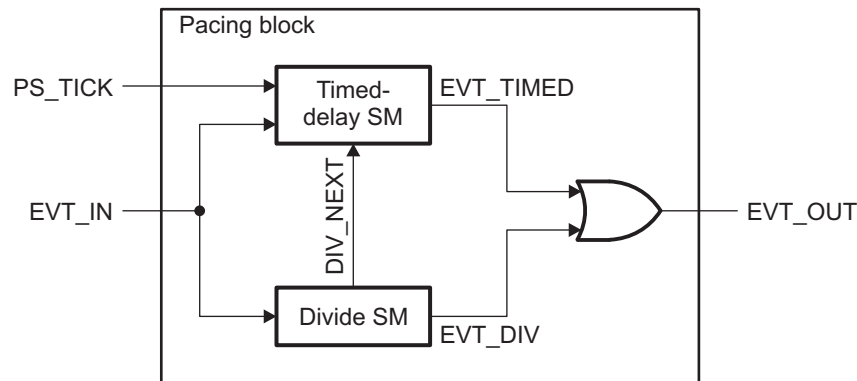 Pacing block
PS_TICK
Timed-
delay SM
EVT_TIMED
DIV_NEXT
EVT_IN
EVT_OUT
Divide SM
EVT_DIV